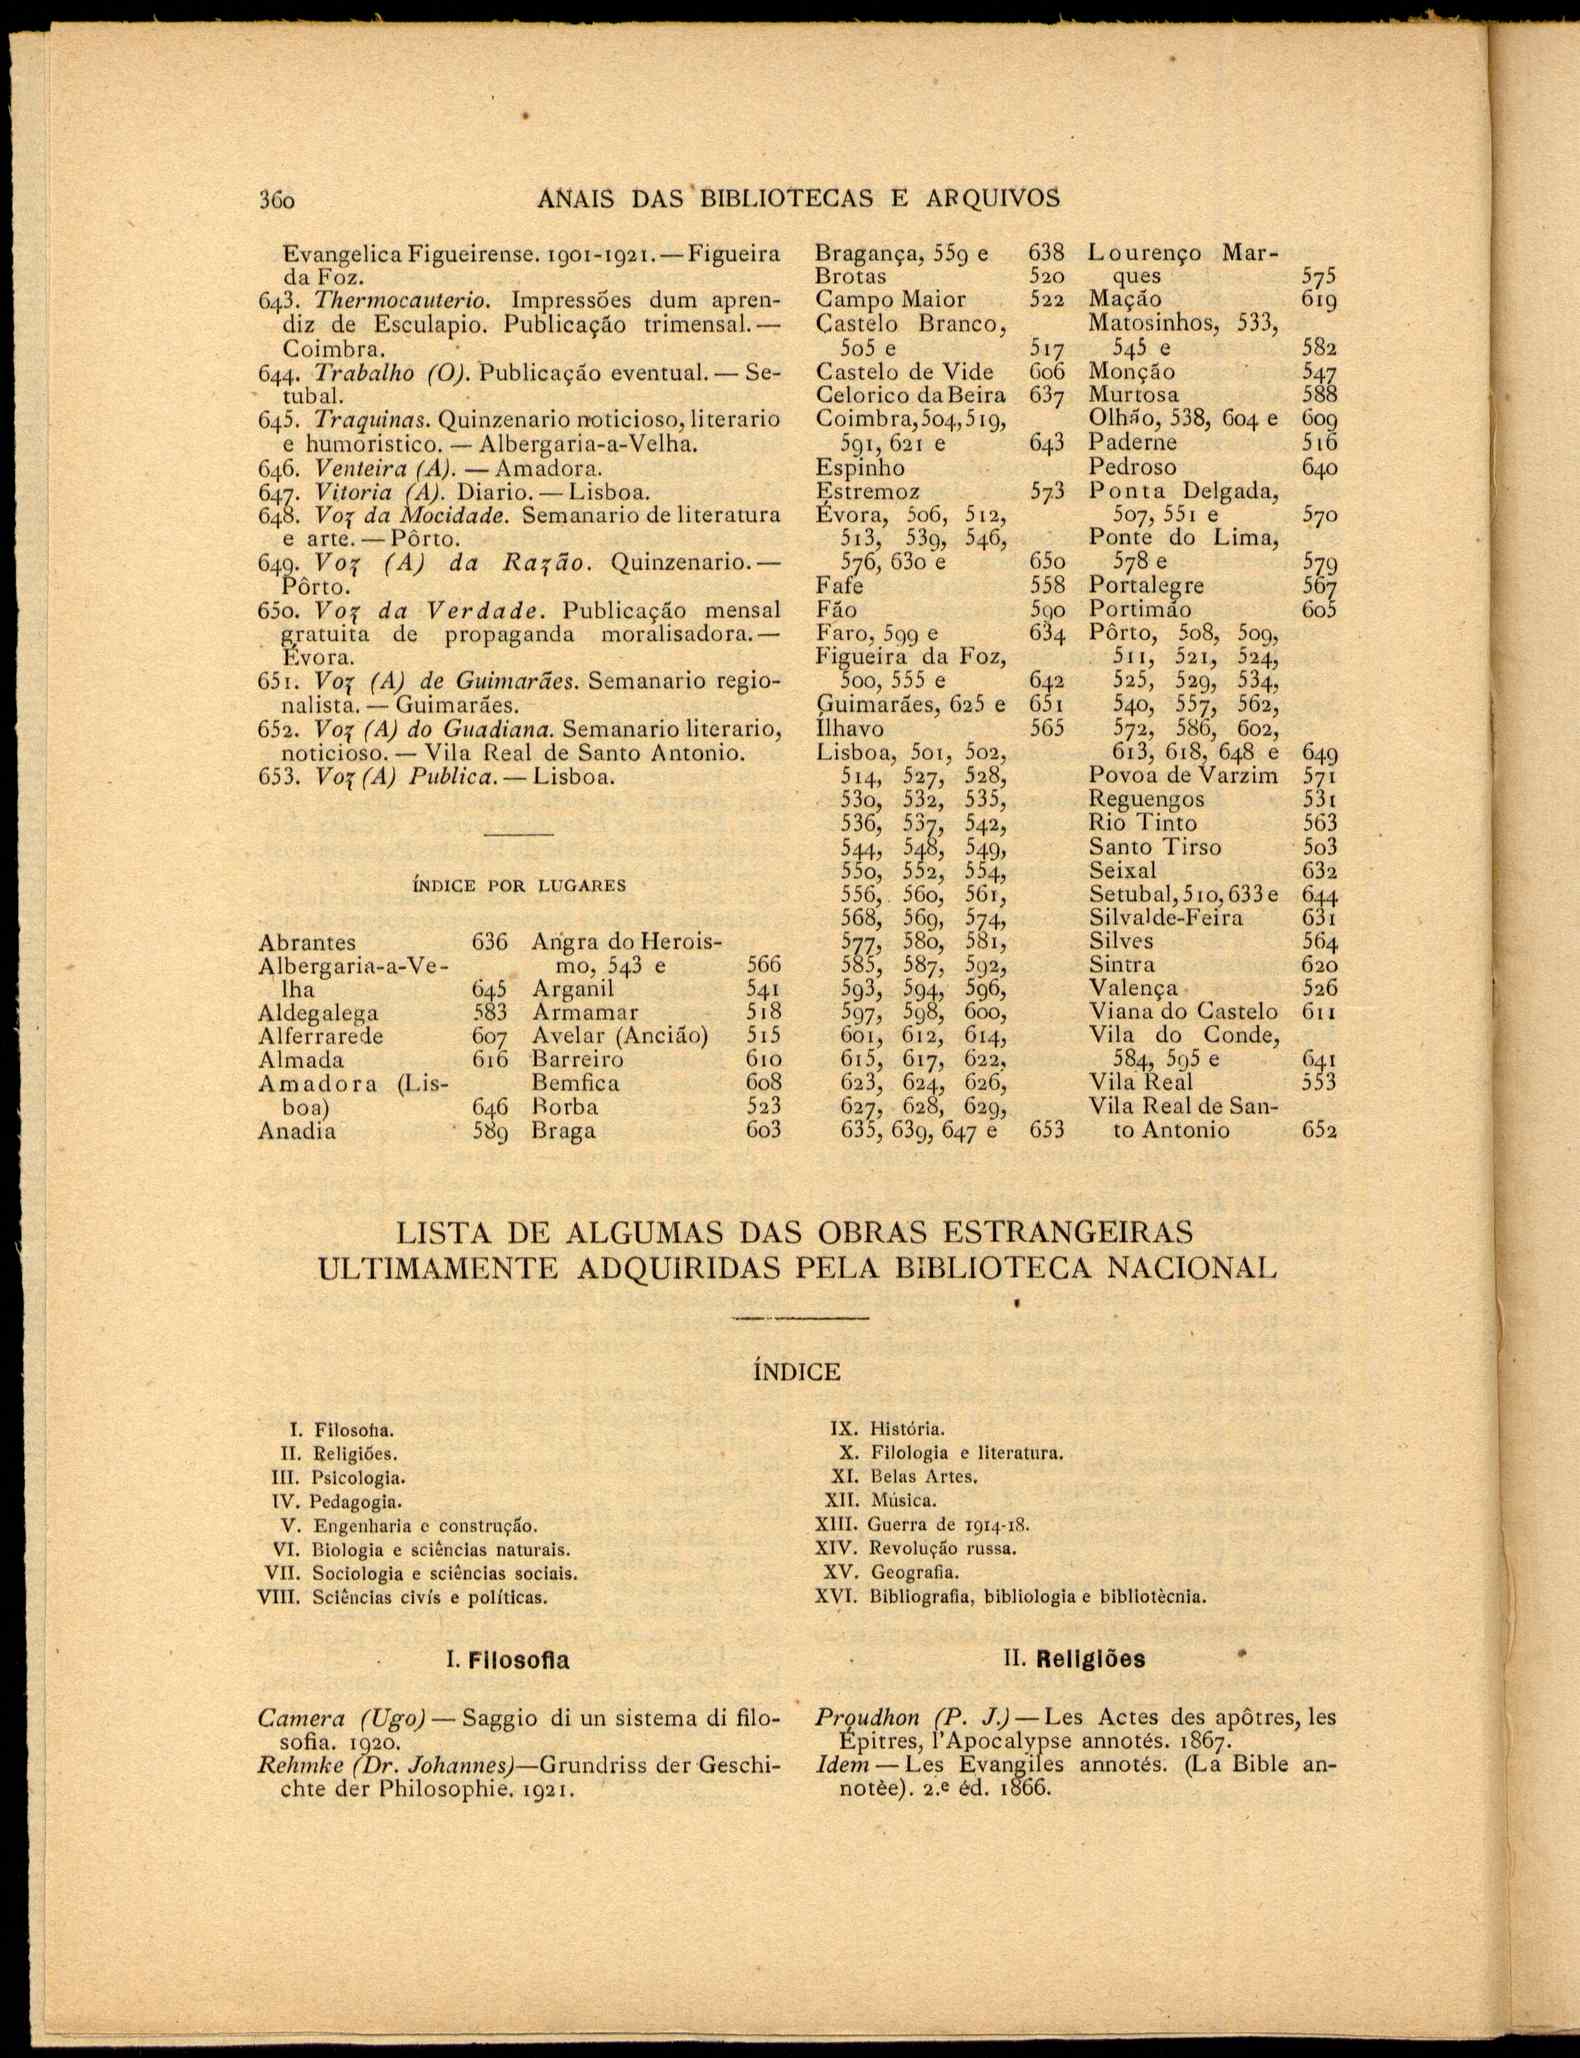 360
ANAIS DAS BIBLIOTECAS E ARQUIVOS
Evangelica Figueirense. 1901-1921. — Figueira
da Foz.
643. Thermocauterio. Impressões dum apren-
diz de Esculapio. Publicação trimensal. —
Coimbra.
644. Trabalho (O). Publicação eventual. — Se-
tubal.
645. Traquinas. Quinzenario noticioso, literario
e humoristico. — Albergaria-a-Velha.
646. Venteira (A). — Amadora.
647. Vitoria (A). Diario. — Lisboa.
648. Voz da Mocidade. Semanario de literatura
e arte. — Pôrto.
649. Voz (A) da Razão. Quinzenario. —
Pôrto.
650. Voz da Verdade. Publicação mensal
gratuita de propaganda moralisadora. —
Évora.
651. Voz (A) de Guimarães. Semanario regio-
nalista. — Guimarães.
652. Voz (A) do Guadiana. Semanario literario,
noticioso. — Vila Real de Santo Antonio.
653. Voz (A) Publica. — Lisboa.
ÍNDICE POR LUGARES
Abrantes 636
Albergaria-a-Ve-
lha 645
Aldegalega 583
Alferrarede 607
Almada 616
Amadora (Lis-
boa) 646
Anadia 589
Angra do Herois-
mo, 543 e 566
Arganil 541
Armamar 518
Avelar (Ancião) 515
Barreiro 610
Bemfica 608
Borba 523
Braga 603
Bragança, 559 e 638
Brotas 520
Campo Maior 522
Castelo Branco,
505 e 517
Castelo de Vide 606
Celorico da Beira 637
Coimbra, 504, 519,
591, 621 e 643
Espinho
Estremoz 573
Évora, 506, 512,
513, 539, 546,
576, 630 e 650
Fafe 558
Fão 590
Faro, 599 e 634
Figueira da Foz,
500, 555 e 642
Guimarães, 625 e 651
Ílhavo 565
Lisboa, 501, 502,
514, 527, 528,
530, 532, 535,
536, 537, 542,
544, 548, 549,
550, 552, 554,
556, 560, 561,
568, 569, 574,
577, 580, 581,
585, 587, 592,
593, 594, 596,
597, 598, 600,
601, 612, 614,
615, 617, 622,
623, 624, 626,
627, 628, 629,
635, 639, 647 e 653
Lourenço Mar-
ques 575
Mação 619
Matosinhos, 533,
545 e 582
Monção 547
Murtosa 588
Olhão, 538, 604 e 609
Paderne 516
Pedroso 640
Ponta Delgada,
507, 551 e 570
Ponte do Lima,
578 e 579
Portalegre 567
Portimão 605
Pôrto, 508, 509,
511, 521, 524,
525, 529, 534,
540, 557, 562,
572, 586, 602,
613, 618, 648 e 649
Povoa de Varzim 571
Reguengos 531
Rio Tinto 563
Santo Tirso 503
Seixal 632
Setubal, 510, 633 e 644
Silvalde-Feira 631
Silves 564
Sintra 620
Valença 526
Viana do Castelo 611
Vila do Conde,
584, 595 e 641
Vila Real 553
Vila Real de San-
to Antonio 652
LISTA DE ALGUMAS DAS OBRAS ESTRANGEIRAS
ULTIMAMENTE ADQUIRIDAS PELA BIBLIOTECA NACIONAL
ÍNDICE
I. Filosofia.
II. Religiões.
III. Psicologia.
IV. Pedagogia.
V. Engenharia e construção.
VI. Biologia e sciências naturais.
VII. Sociologia e sciências sociais.
VIII. Sciências civís e políticas.
IX. História.
X. Filologia e literatura.
XI. Belas Artes.
XII. Música.
XIII. Guerra de 1914-18.
XIV. Revolução russa.
XV. Geografia.
XVI. Bibliografia, bibliologia e bibliotècnia.
I. Filosofia
Camera (Ugo) — Saggio di un sistema di filo-
sofia. 1920.
Rehmke (Dr. Johannes)—Grundriss der Geschi-
chte der Philosophie. 1921.
II. Religiões
Proudhon (P. J.) — Les Actes des apôtres, les
Épitres, l'Apocalypse annotés. 1867.
Idem — Les Evangiles annotés. (La Bible an-
notèe). 2.e éd. 1866.